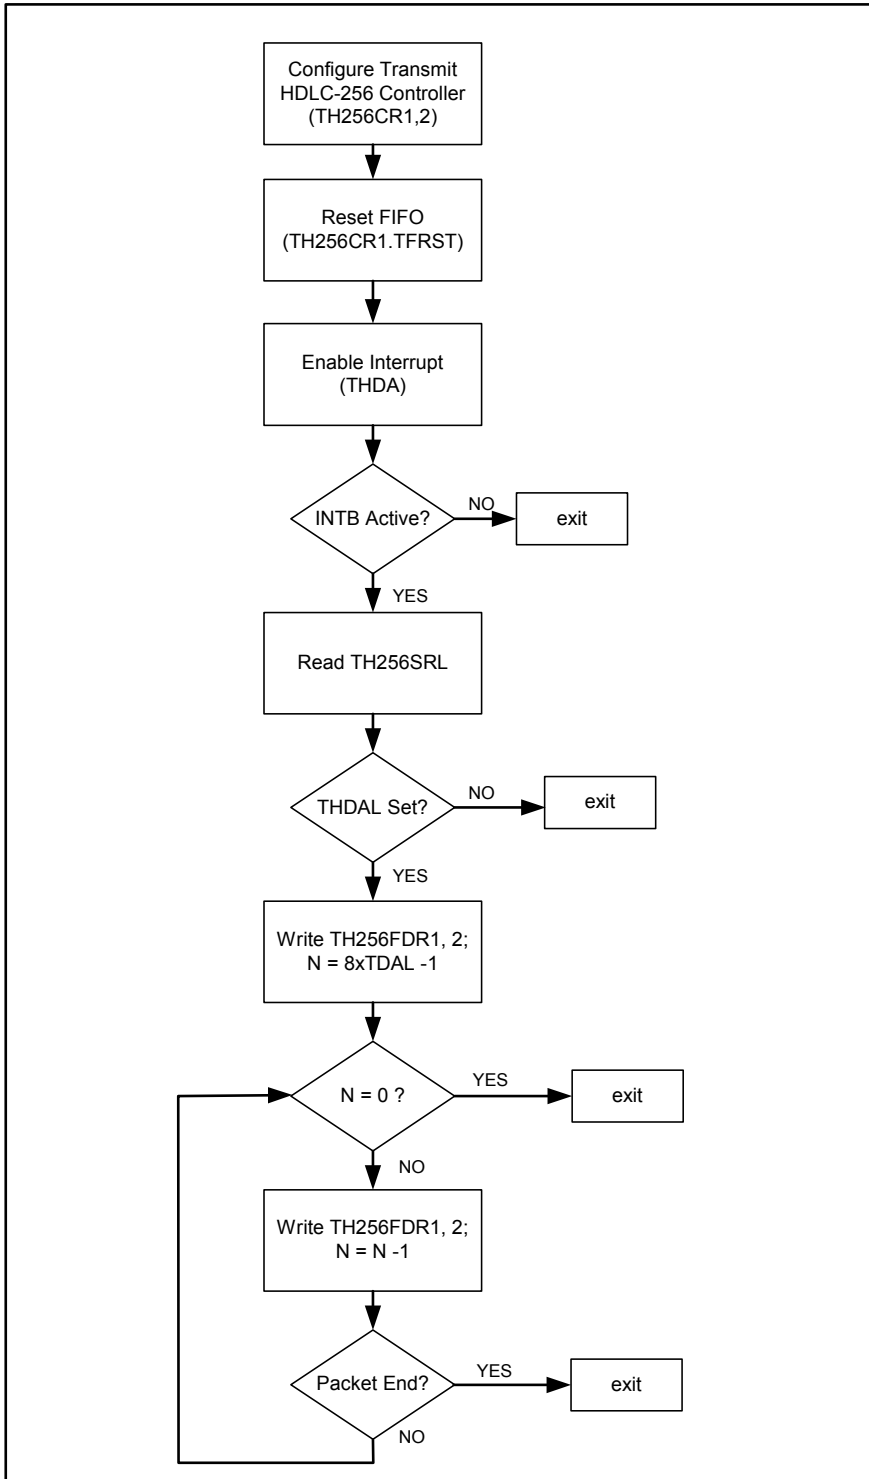 Configure Transmit
HDLC-256 Controller
(TH256CR1,2)
Reset FIFO
(TH256CR1.TFRST)
Enable Interrupt
(THDA)
INTB Active?
NO
exit
YES
Read TH256SRL
THDAL Set?
NO
exit
YES
Write TH256FDR1, 2;
N = 8xTDAL -1
N = 0 ?
YES
exit
NO
Write TH256FDR1, 2;
N = N -1
Packet End?
YES
exit
NO